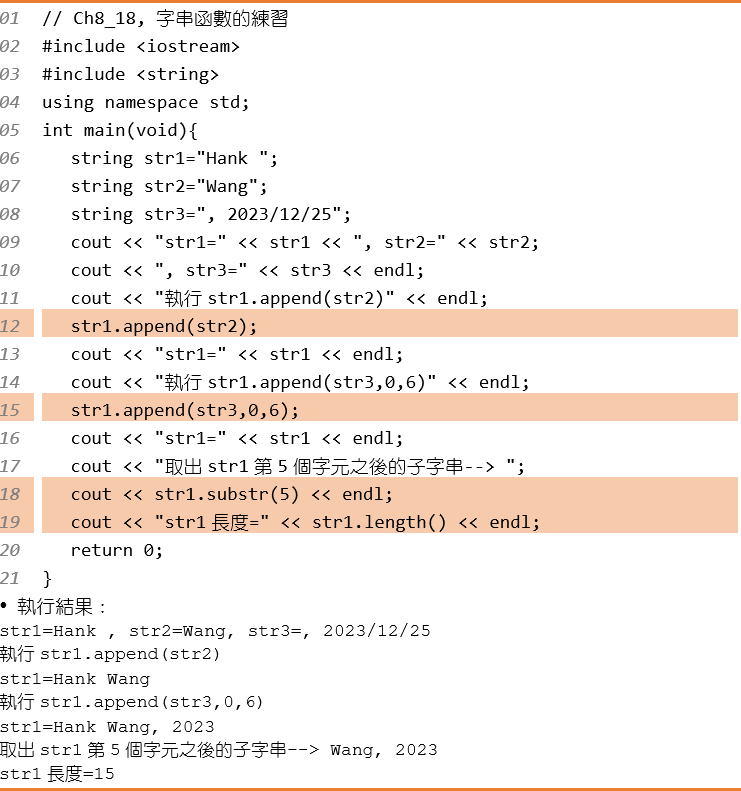 01 // Ch8_18, 字串函數的練習
02 #include <iostream>
03 #include <string>
04 using namespace std;
05 int main(void){
06 string str1="Hank ";
07 string str2="Wang";
08 string str3=", 2023/12/25";
09 cout << "str1=" << str1 << ", str2=" << str2;
10 cout << ", str3=" << str3 << endl;
11 cout << "執行 str1.append(str2)" << endl;
12 str1.append(str2);
13 cout << "str1=" << str1 << endl;
14 cout << "執行 str1.append(str3,0,6)" << endl;
15 str1.append(str3,0,6);
16 cout << "str1=" << str1 << endl;
17 cout << "取出 str1 第 5 個字元之後的子字串--> ";
18 cout << str1.substr(5) << endl;
19 cout << "str1 長度=" << str1.length() << endl;
20 return 0;
21 }
• 執行結果：
str1=Hank , str2=Wang, str3=, 2023/12/25
執行 str1.append(str2)
str1=Hank Wang
執行 str1.append(str3,0,6)
str1=Hank Wang, 2023
取出 str1 第 5 個字元之後的子字串--> Wang, 2023
str1 長度=15